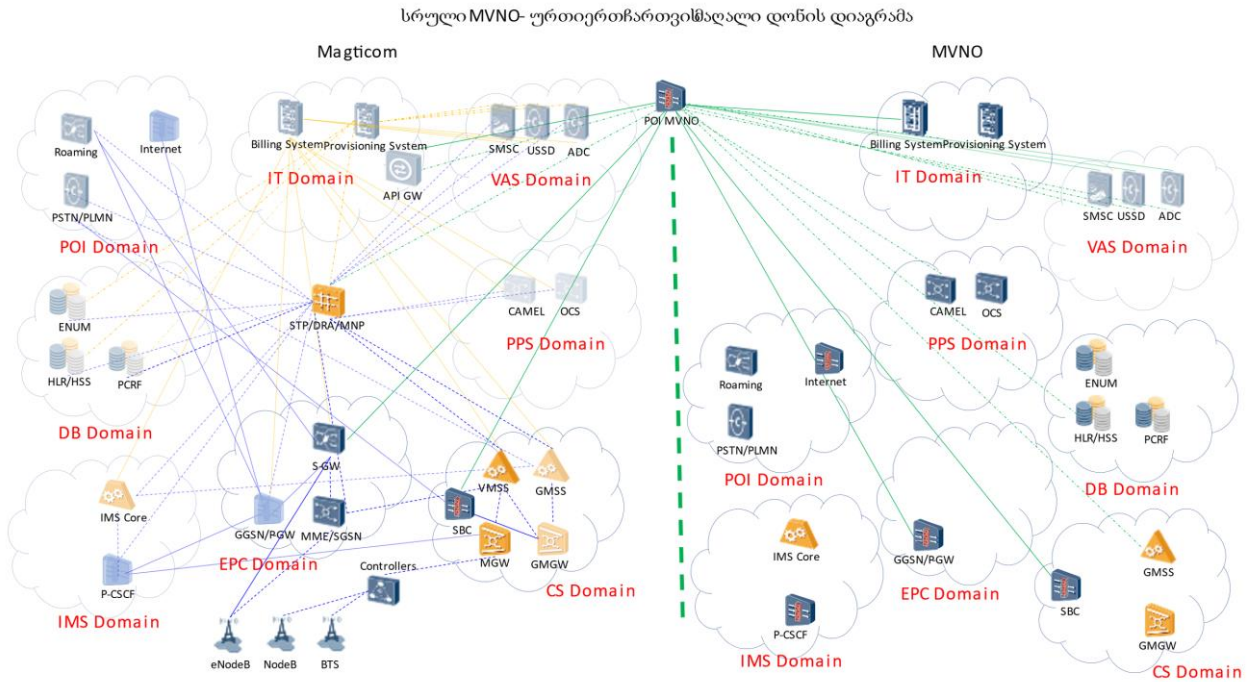 სრული MVNO- ურთიერთჩართვის მაღალი დონის დიაგრამა
Magticom
MVNO
Roaming
Internet
PSTN/PLMN
POI Domain
Billing System
Provisioning System
API GW
IT Domain
SMSC
USSD
ADC
VAS Domain
POI MVNO
Billing System
Provisioning System
IT Domain
SMSC
USSD
ADC
VAS Domain
ENUM
HLR/HSS
PCRF
DB Domain
STP/DRA/MNP
CAMEL
OCS
PPS Domain
Roaming
Internet
PSTN/PLMN
POI Domain
CAMEL
OCS
PPS Domain
ENUM
HLR/HSS
PCRF
DB Domain
IMS Core
P-CSCF
IMS Domain
S-GW
GGSN/P-GW
MME/SGSN
EPC Domain
VMSS
GMSS
SBC
MGW
GMGW
CS Domain
Controllers
eNodeB
NodeB
BTS
IMS Core
P-CSCF
IMS Domain
GGSN/P-GW
EPC Domain
GMSS
SBC
GMGW
CS Domain